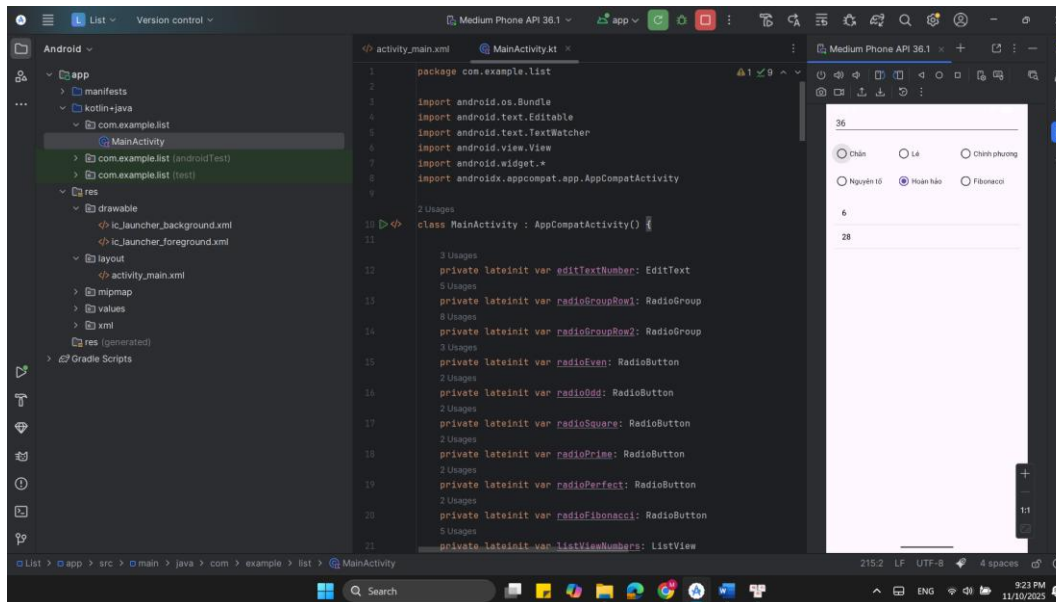 List
Version control
Medium Phone API 36.1
app
Android
app
manifests
kotlin+java
com.example.list
MainActivity
com.example.list (androidTest)
com.example.list (test)
res
drawable
ic_launcher_background.xml
ic_launcher_foreground.xml
layout
activity_main.xml
mipmap
values
xml
res (generated)
Gradle Scripts
activity_main.xml
MainActivity.kt
1 package com.example.list
1 9
2
3 import android.os.Bundle
4 import android.text.Editable
5 import android.text.TextWatcher
6 import android.view.View
7 import android.widget.*
8 import androidx.appcompat.app.AppCompatActivity
9
2 Usages
10 class MainActivity : AppCompatActivity() {
11
3 Usages
12 private lateinit var editTextNumber: EditText
5 Usages
13 private lateinit var radioGroupRow1: RadioGroup
8 Usages
14 private lateinit var radioGroupRow2: RadioGroup
3 Usages
15 private lateinit var radioEven: RadioButton
2 Usages
16 private lateinit var radioOdd: RadioButton
2 Usages
17 private lateinit var radioSquare: RadioButton
2 Usages
18 private lateinit var radioPrime: RadioButton
2 Usages
19 private lateinit var radioPerfect: RadioButton
2 Usages
20 private lateinit var radioFibonacci: RadioButton
5 Usages
21 private lateinit var listViewNumbers: ListView
Medium Phone API 36.1
36
Chẵn Lẻ Chính phương
Nguyên tố Hoàn hảo Fibonacci
6
28
1:1
List > app > src > main > java > com > example > list > MainActivity
215:2 LF UTF-8 4 spaces
Search
ENG
9:23 PM
11/10/2025